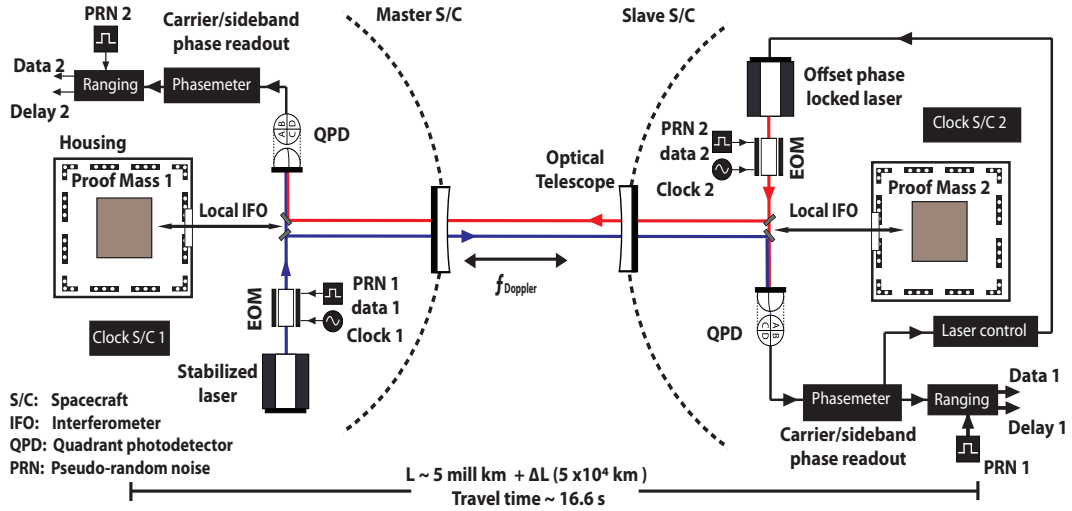 PRN 2
Carrier/sideband
phase readout
Master S/C
Slave S/C
Data 2
Ranging
Phasemeter
Delay 2
A B
C D
QPD
Housing
Proof Mass 1
Local IFO
EOM
PRN 1
data 1
Clock 1
Clock S/C 1
Stabilized
laser
Optical
Telescope
f Doppler
Offset phase
locked laser
Clock S/C 2
PRN 2
data 2
Clock 2
EOM
Proof Mass 2
Local IFO
QPD
A B
C D
Laser control
Phasemeter
Ranging
Data 1
Delay 1
Carrier/sideband
phase readout
PRN 1
S/C: Spacecraft
IFO: Interferometer
QPD: Quadrant photodetector
PRN: Pseudo-random noise
L ~ 5 mill km + ΔL (5 x10⁴ km )
Travel time ~ 16.6 s